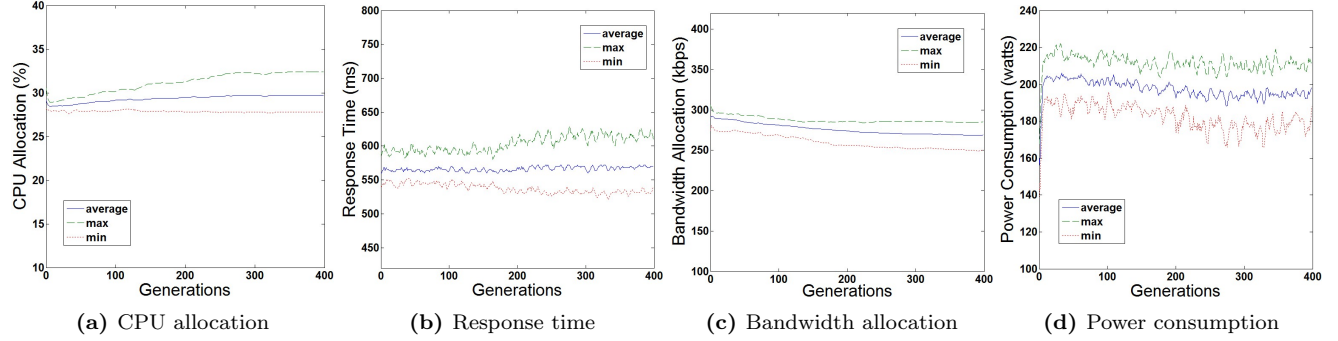 CPU Allocation (%)
40
35
30
25
20
15
10
0
100
200
300
400
Generations
average
max
min
(a) CPU allocation
Response Time (ms)
800
750
700
650
600
550
500
450
0
100
200
300
400
Generations
average
max
min
(b) Response time
Bandwidth Allocation (kbps)
400
350
300
250
200
150
100
0
100
200
300
400
Generations
average
max
min
(c) Bandwidth allocation
Power Consumption (watts)
240
220
200
180
160
140
120
100
0
100
200
300
400
Generations
average
max
min
(d) Power consumption